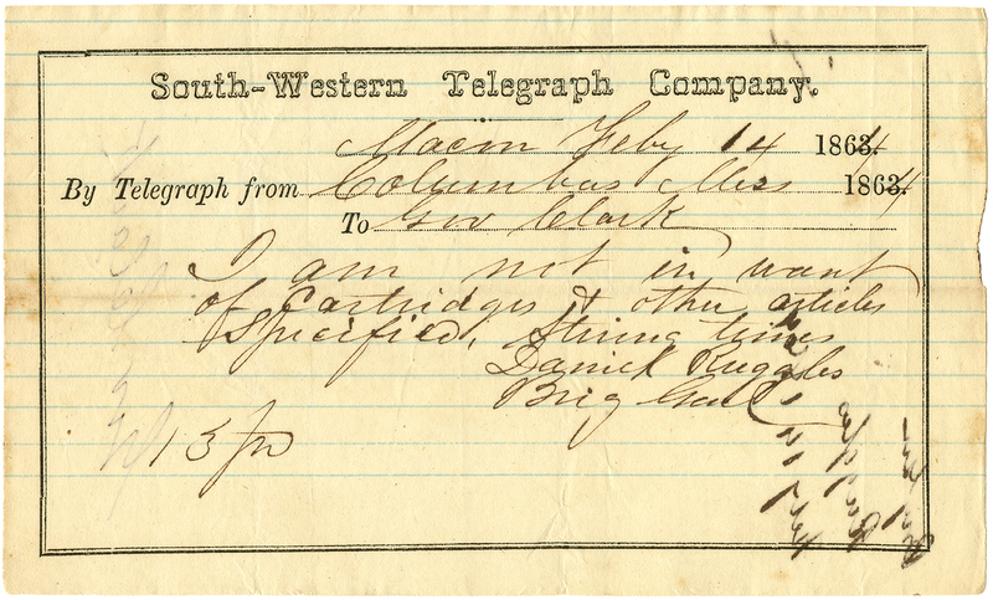 South-Western Telegraph Company.
Macon Feby 14 1864
By Telegraph from Columbus Miss 1864
To Gov Clark
I am not in want
of Cartridges & other articles
Specified, Stirring times
Daniel Ruggles
Brig Genl
13 pd